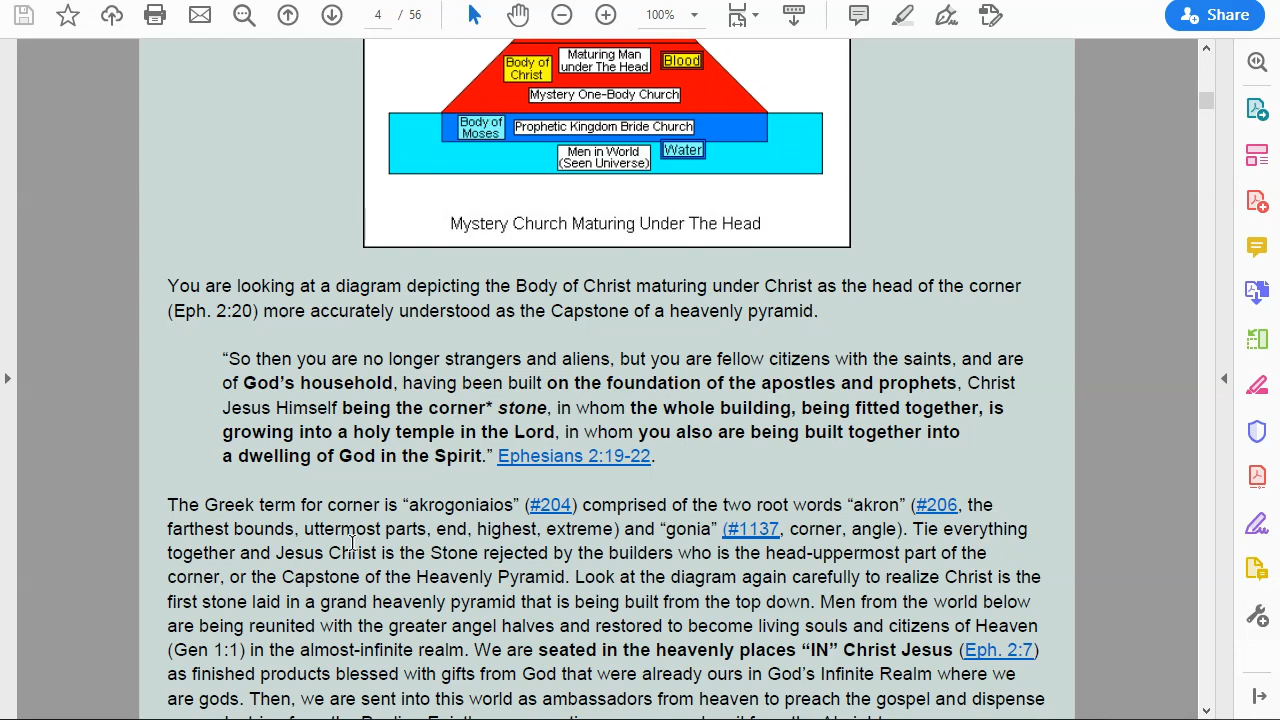 4 / 56
100%
Share
Body of
Christ
Maturing Man
under The Head
Blood
Mystery One-Body Church
Body of
Moses
Prophetic Kingdom Bride Church
Men in World
(Seen Universe)
Water
Mystery Church Maturing Under The Head
You are looking at a diagram depicting the Body of Christ maturing under Christ as the head of the corner
(Eph. 2:20) more accurately understood as the Capstone of a heavenly pyramid.
“So then you are no longer strangers and aliens, but you are fellow citizens with the saints, and are
of God’s household, having been built on the foundation of the apostles and prophets, Christ
Jesus Himself being the corner* stone, in whom the whole building, being fitted together, is
growing into a holy temple in the Lord, in whom you also are being built together into
a dwelling of God in the Spirit.” Ephesians 2:19-22.
The Greek term for corner is “akrogoniaios” (#204) comprised of the two root words “akron” (#206, the
farthest bounds, uttermost parts, end, highest, extreme) and “gonia” (#1137, corner, angle). Tie everything
together and Jesus Christ is the Stone rejected by the builders who is the head-uppermost part of the
corner, or the Capstone of the Heavenly Pyramid. Look at the diagram again carefully to realize Christ is the
first stone laid in a grand heavenly pyramid that is being built from the top down. Men from the world below
are being reunited with the greater angel halves and restored to become living souls and citizens of Heaven
(Gen 1:1) in the almost-infinite realm. We are seated in the heavenly places “IN” Christ Jesus (Eph. 2:7)
as finished products blessed with gifts from God that were already ours in God’s Infinite Realm where we
are gods. Then, we are sent into this world as ambassadors from heaven to preach the gospel and dispense